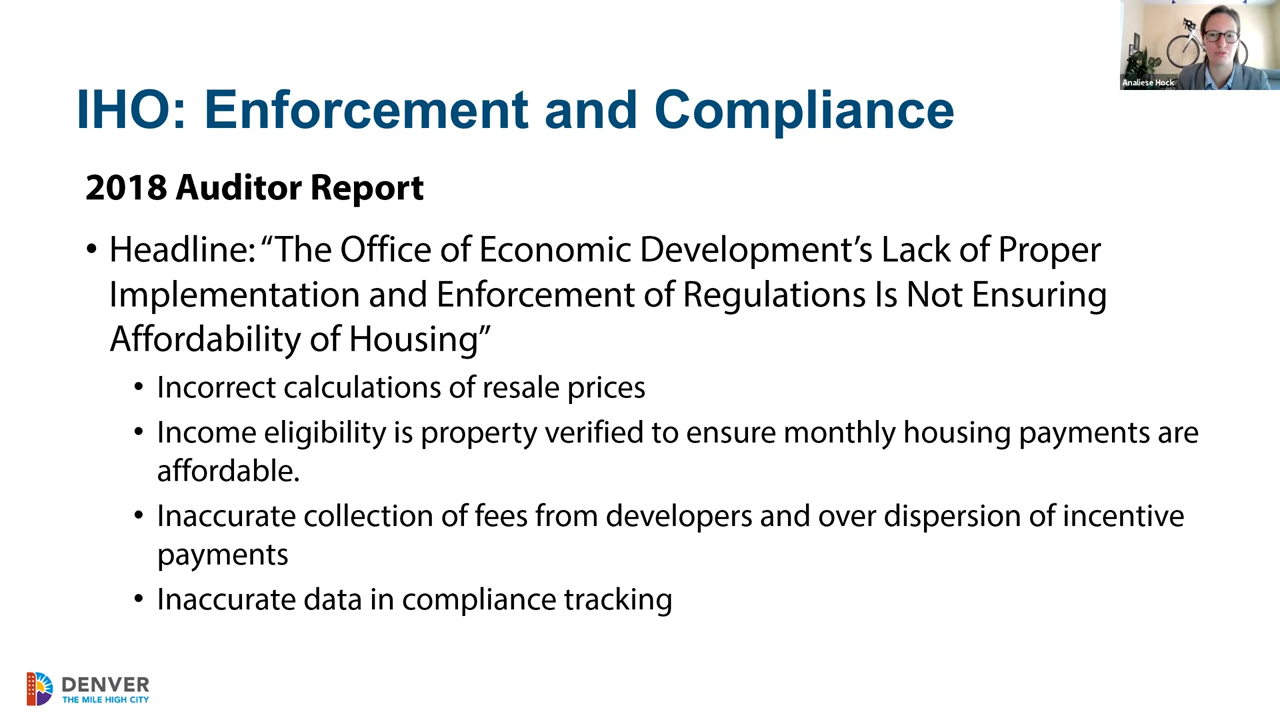 Analiese Hock
IHO: Enforcement and Compliance
2018 Auditor Report
• Headline: “The Office of Economic Development’s Lack of Proper
Implementation and Enforcement of Regulations Is Not Ensuring
Affordability of Housing”
• Incorrect calculations of resale prices
• Income eligibility is property verified to ensure monthly housing payments are
affordable.
• Inaccurate collection of fees from developers and over dispersion of incentive
payments
• Inaccurate data in compliance tracking
DENVER
THE MILE HIGH CITY